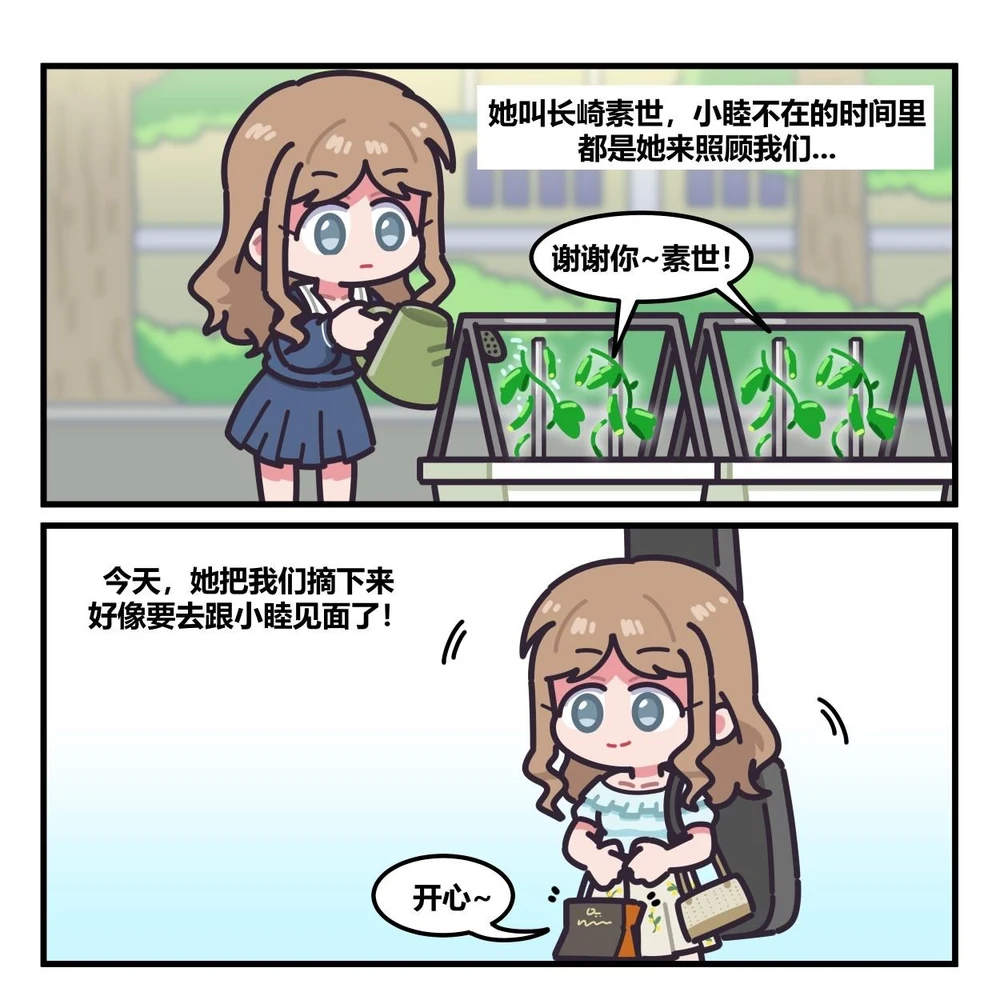 她叫长崎素世，小睦不在的时间里
都是她来照顾我们...
谢谢你~素世！
今天，她把我们摘下来
好像要去跟小睦见面了！
开心~